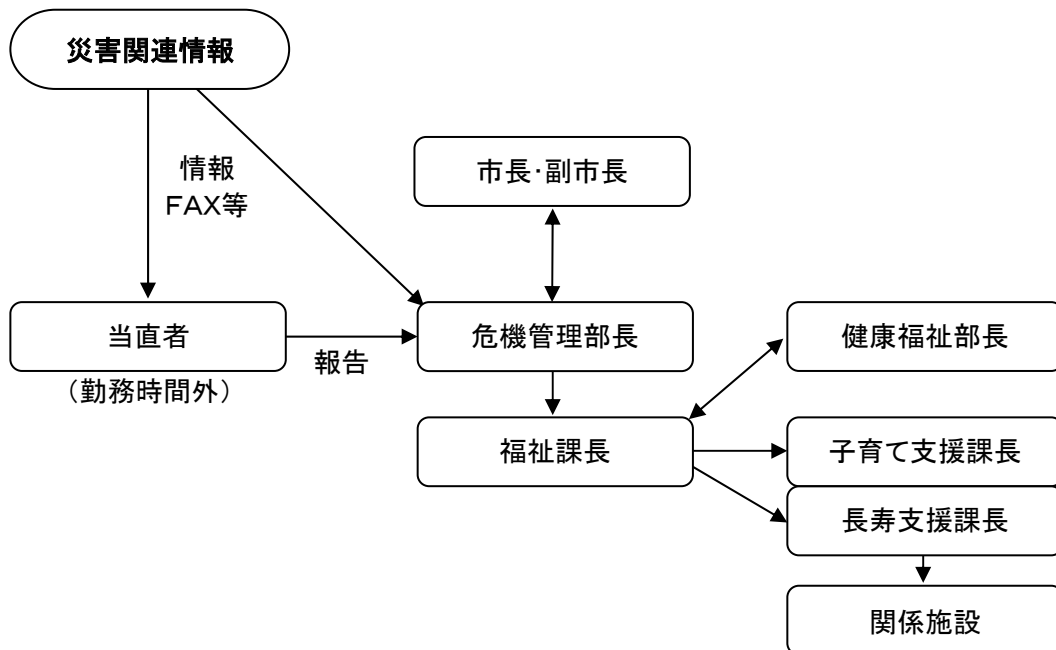 災害関連情報
情報
FAX等
市長・副市長
当直者
報告
危機管理部長
健康福祉部長
(勤務時間外)
福祉課長
子育て支援課長
長寿支援課長
関係施設